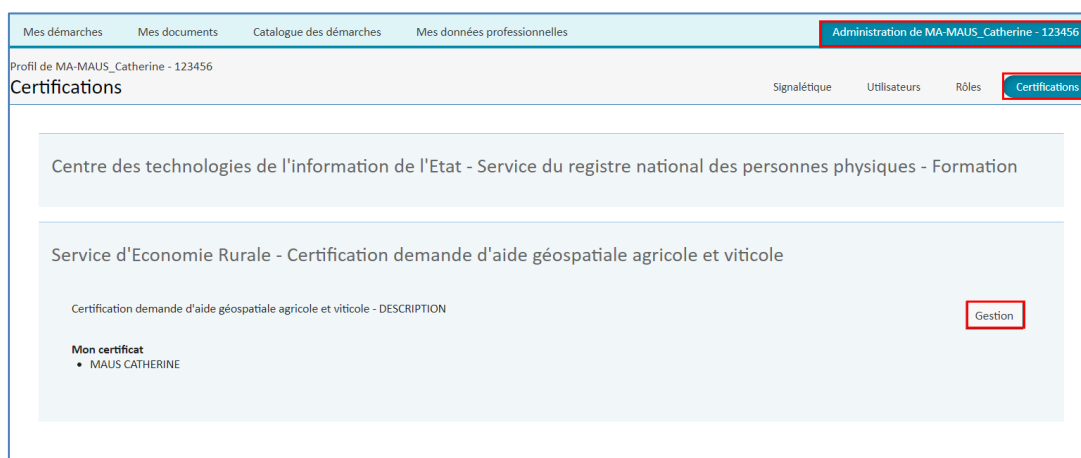 Mes démarches Mes documents Catalogue des démarches Mes données professionnelles Administration de MA-MAUS_Catherine - 123456
Profil de MA-MAUS_Catherine - 123456
Certifications Signalétique Utilisateurs Rôles Certifications
Centre des technologies de l'information de l'Etat - Service du registre national des personnes physiques - Formation
Service d'Economie Rurale - Certification demande d'aide géospatiale agricole et viticole
Certification demande d'aide géospatiale agricole et viticole - DESCRIPTION Gestion
Mon certificat
• MAUS CATHERINE